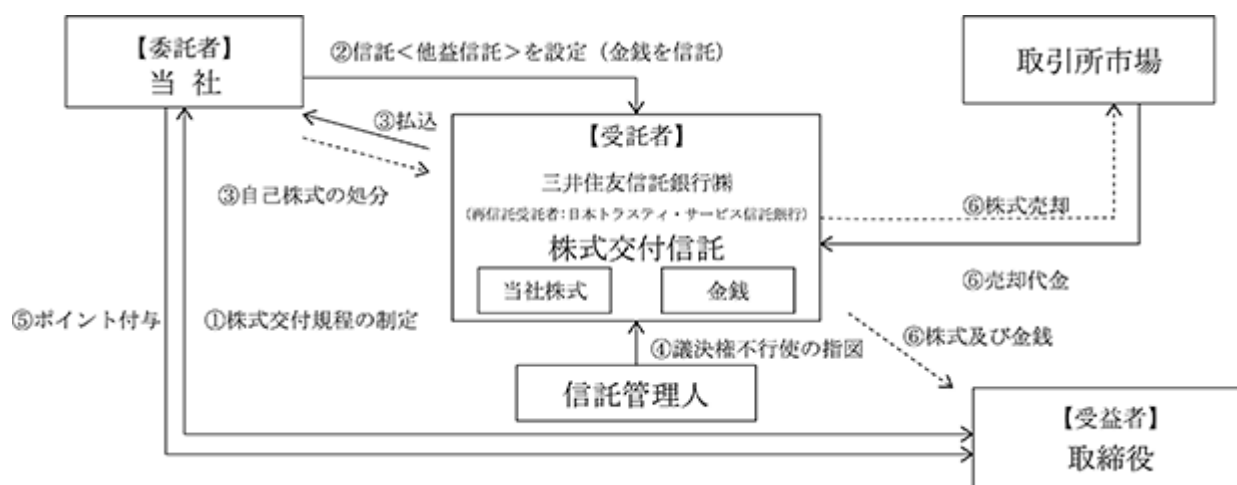 【委託者】
当 社
②信託＜他益信託＞を設定（金銭を信託）
取引所市場
③払込
③自己株式の処分
【受託者】
三井住友信託銀行㈱
（再信託受託者：日本トラスティ・サービス信託銀行）
株式交付信託
当社株式
金銭
⑥株式売却
⑥売却代金
⑤ポイント付与
①株式交付規程の制定
④議決権不行使の指図
⑥株式及び金銭
信託管理人
【受益者】
取締役